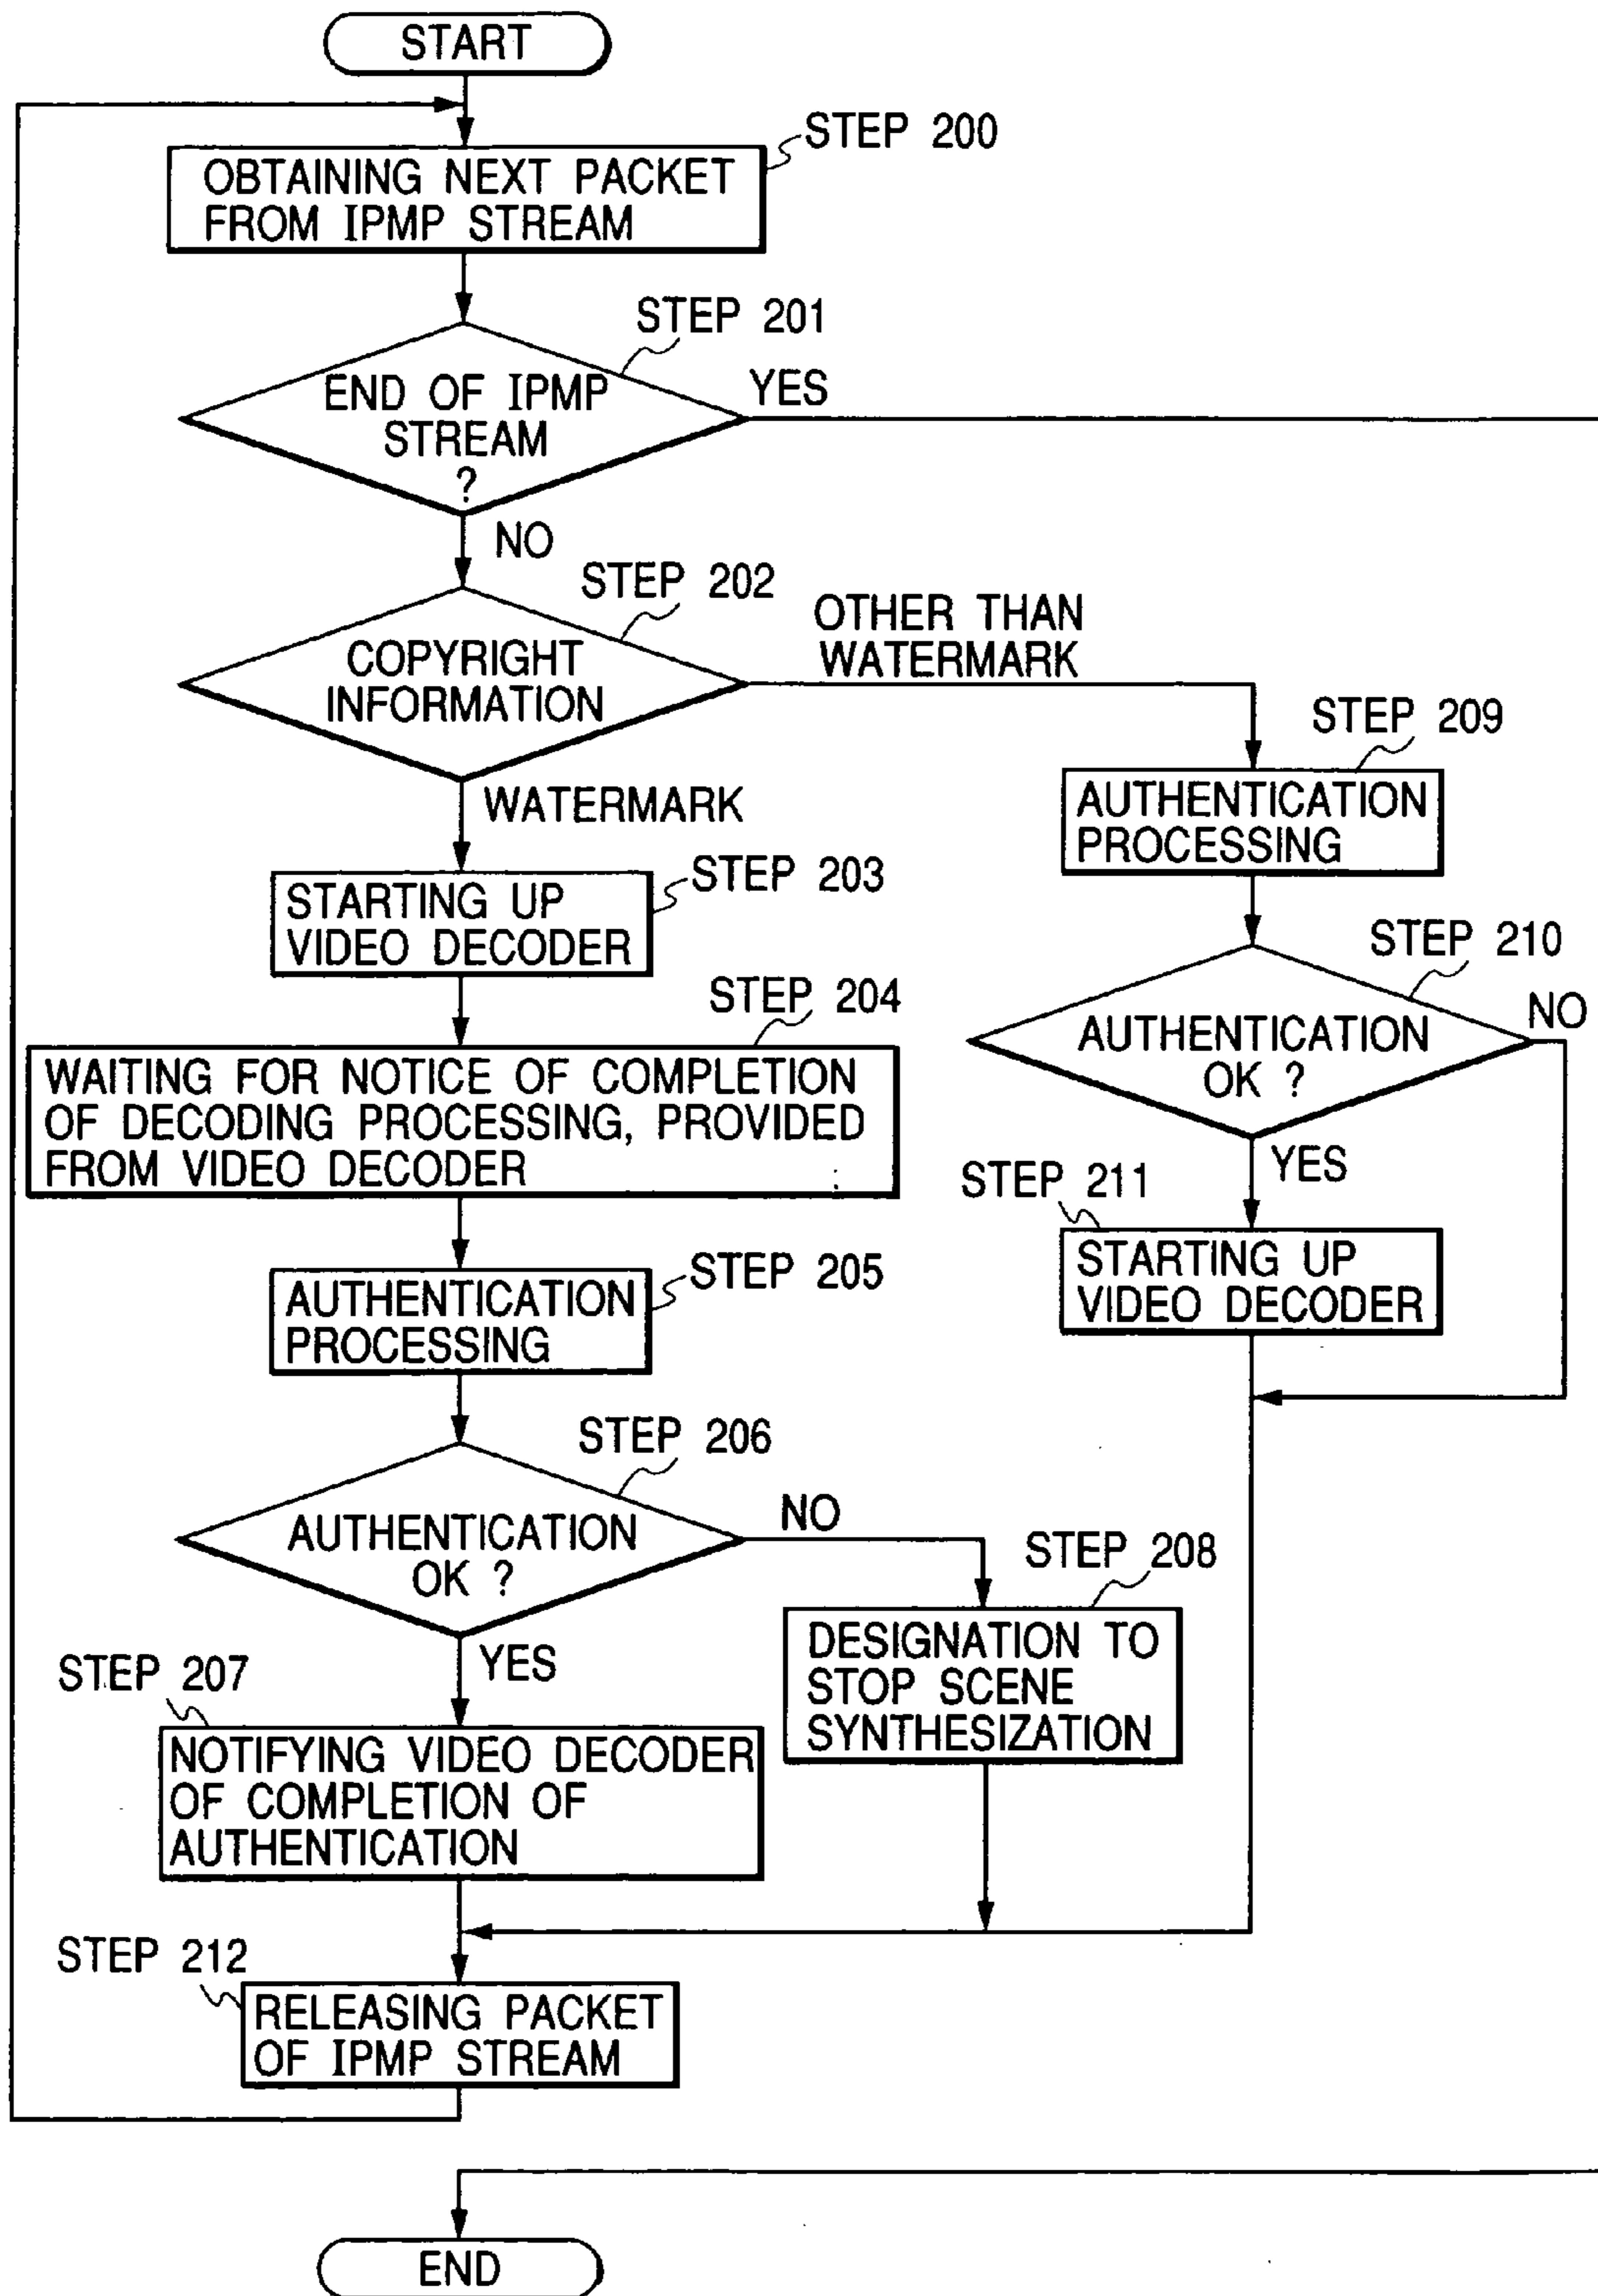 START
STEP 200
OBTAINING NEXT PACKET
FROM IPMP STREAM
STEP 201
END OF IPMP
STREAM
?
YES
NO
STEP 202
COPYRIGHT
INFORMATION
OTHER THAN
WATERMARK
WATERMARK
STEP 203
STARTING UP
VIDEO DECODER
STEP 204
WAITING FOR NOTICE OF COMPLETION
OF DECODING PROCESSING, PROVIDED
FROM VIDEO DECODER
STEP 205
AUTHENTICATION
PROCESSING
STEP 206
AUTHENTICATION
OK ?
NO
YES
STEP 207
NOTIFYING VIDEO DECODER
OF COMPLETION OF
AUTHENTICATION
STEP 208
DESIGNATION TO
STOP SCENE
SYNTHESIZATION
STEP 209
AUTHENTICATION
PROCESSING
STEP 210
AUTHENTICATION
OK ?
NO
YES
STEP 211
STARTING UP
VIDEO DECODER
STEP 212
RELEASING PACKET
OF IPMP STREAM
END